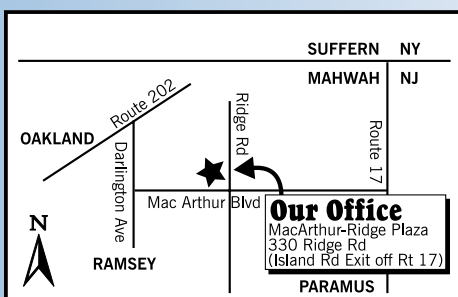 SUFFERN NY
MAHWAH NJ
Route 202
Ridge Rd
OAKLAND
Darlington Ave
Route 17
Mac Arthur Blvd
Our Office
MacArthur-Ridge Plaza
330 Ridge Rd
(Island Rd Exit off Rt 17)
N
RAMSEY
PARAMUS